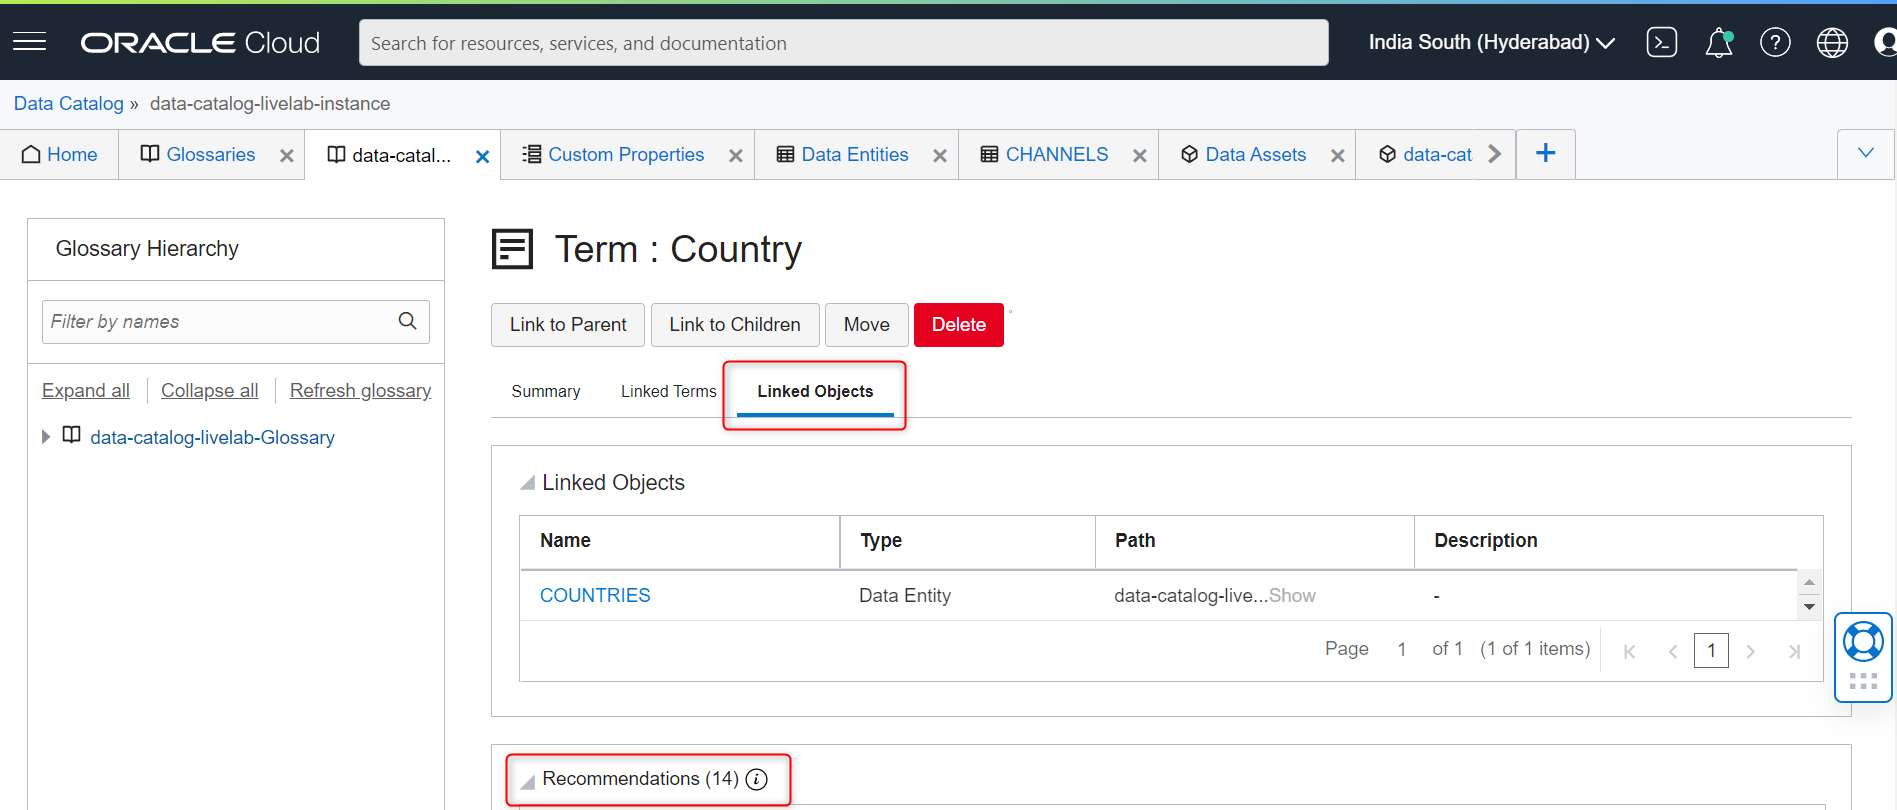 ORACLE Cloud
Search for resources, services, and documentation
India South (Hyderabad)
Data Catalog » data-catalog-livelab-instance
Home
Glossaries
data-catal...
Custom Properties
Data Entities
CHANNELS
Data Assets
data-cat
+
Glossary Hierarchy
Filter by names
Expand all
Collapse all
Refresh glossary
data-catalog-livelab-Glossary
Term : Country
Link to Parent
Link to Children
Move
Delete
Summary
Linked Terms
Linked Objects
Linked Objects
Name Type Path Description
COUNTRIES Data Entity data-catalog-live...Show -
Page 1 of 1 (1 of 1 items) 1
Recommendations (14) i